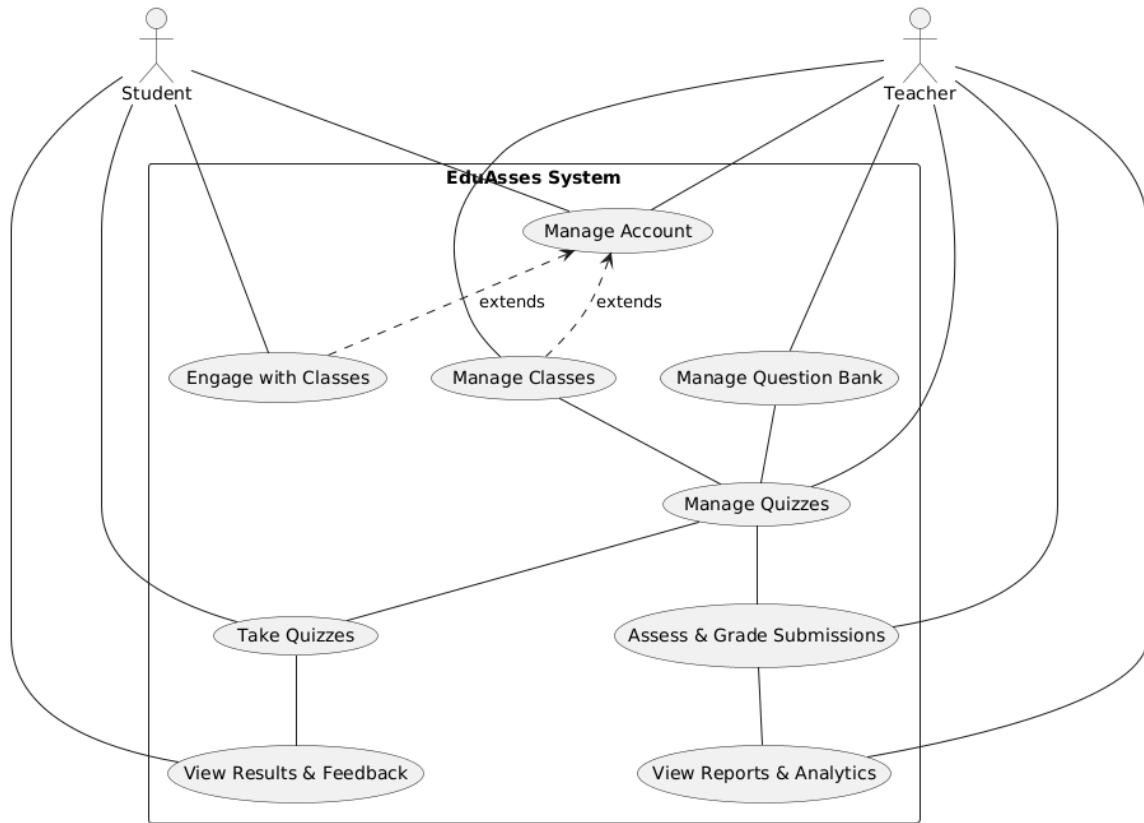 Student
Teacher
EduAsses System
Manage Account
extends
extends
Engage with Classes
Manage Classes
Manage Question Bank
Manage Quizzes
Take Quizzes
Assess & Grade Submissions
View Results & Feedback
View Reports & Analytics